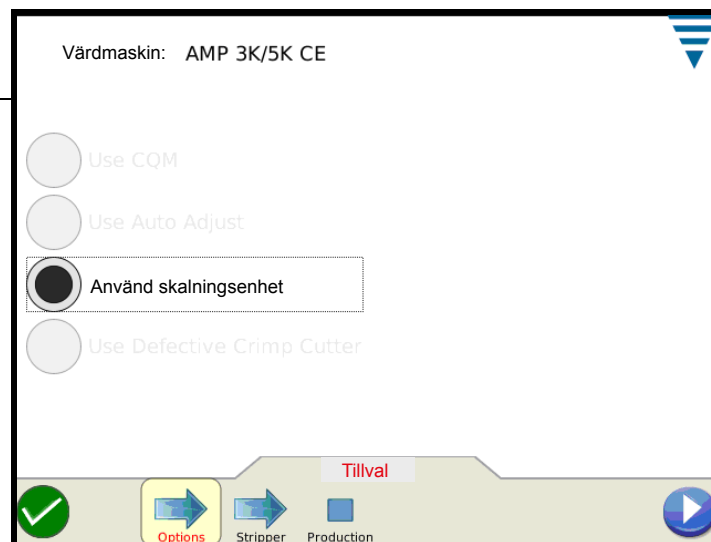 Värdmaskin: AMP 3K/5K CE
Use CQM
Use Auto Adjust
Använd skalningsenhet
Use Defective Crimp Cutter
Tillval
Options Stripper Production